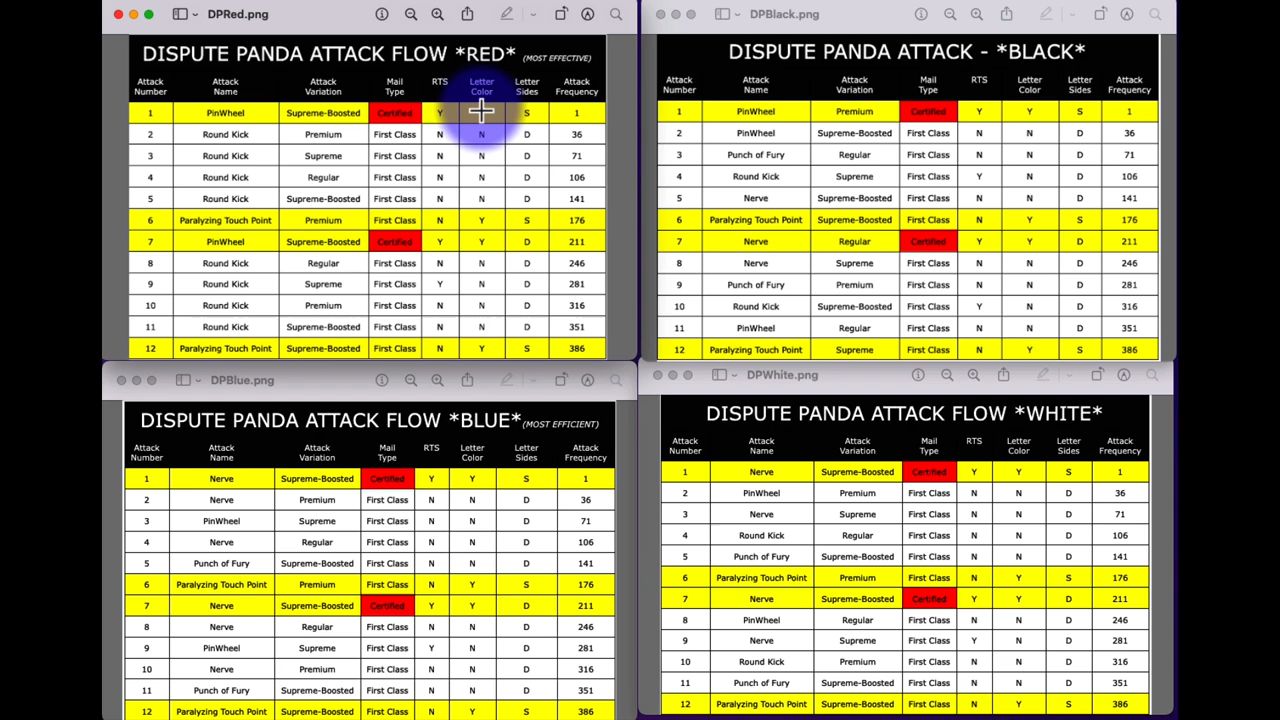 DPRed.png
DISPUTE PANDA ATTACK FLOW *RED* (MOST EFFECTIVE)
Attack Number Attack Name Attack Variation Mail Type RTS Letter Color Letter Sides Attack Frequency
1 PinWheel Supreme-Boosted Certified Y S 1
2 Round Kick Premium First Class N N D 36
3 Round Kick Supreme First Class N N D 71
4 Round Kick Regular First Class N N D 106
5 Round Kick Supreme-Boosted First Class N N D 141
6 Paralyzing Touch Point Premium First Class N Y S 176
7 PinWheel Supreme-Boosted Certified Y Y D 211
8 Round Kick Regular First Class N N D 246
9 Round Kick Supreme First Class Y N D 281
10 Round Kick Premium First Class N N D 316
11 Round Kick Supreme-Boosted First Class N N D 351
12 Paralyzing Touch Point Supreme-Boosted First Class N Y S 386
DPBlack.png
DISPUTE PANDA ATTACK - *BLACK*
Attack Number Attack Name Attack Variation Mail Type RTS Letter Color Letter Sides Attack Frequency
1 PinWheel Premium Certified Y Y S 1
2 PinWheel Supreme-Boosted First Class N N D 36
3 Punch of Fury Regular First Class N N D 71
4 Round Kick Supreme First Class Y N D 106
5 Nerve Supreme-Boosted First Class N N D 141
6 Paralyzing Touch Point Supreme-Boosted First Class N Y S 176
7 Nerve Regular Certified Y Y D 211
8 Nerve Supreme First Class N N D 246
9 Punch of Fury Premium First Class N N D 281
10 Round Kick Supreme-Boosted First Class Y N D 316
11 PinWheel Regular First Class N N D 351
12 Paralyzing Touch Point Supreme First Class N Y S 386
DPBlue.png
DISPUTE PANDA ATTACK FLOW *BLUE* (MOST EFFICIENT)
Attack Number Attack Name Attack Variation Mail Type RTS Letter Color Letter Sides Attack Frequency
1 Nerve Supreme-Boosted Certified Y Y S 1
2 Nerve Premium First Class N N D 36
3 PinWheel Supreme First Class N N D 71
4 Nerve Regular First Class N N D 106
5 Punch of Fury Supreme-Boosted First Class N N D 141
6 Paralyzing Touch Point Premium First Class N Y S 176
7 Nerve Supreme-Boosted Certified Y Y D 211
8 Nerve Regular First Class N N D 246
9 PinWheel Supreme First Class Y N D 281
10 Nerve Premium First Class N N D 316
11 Punch of Fury Supreme-Boosted First Class N N D 351
12 Paralyzing Touch Point Supreme-Boosted First Class N Y S 386
DPWhite.png
DISPUTE PANDA ATTACK FLOW *WHITE*
Attack Number Attack Name Attack Variation Mail Type RTS Letter Color Letter Sides Attack Frequency
1 Nerve Supreme-Boosted Certified Y Y S 1
2 PinWheel Premium First Class N N D 36
3 Nerve Supreme First Class N N D 71
4 Round Kick Regular First Class N N D 106
5 Punch of Fury Supreme-Boosted First Class N N D 141
6 Paralyzing Touch Point Premium First Class N Y S 176
7 Nerve Supreme-Boosted Certified Y Y D 211
8 PinWheel Regular First Class N N D 246
9 Nerve Supreme First Class Y N D 281
10 Round Kick Premium First Class N N D 316
11 Punch of Fury Supreme-Boosted First Class N N D 351
12 Paralyzing Touch Point Supreme-Boosted First Class N Y S 386